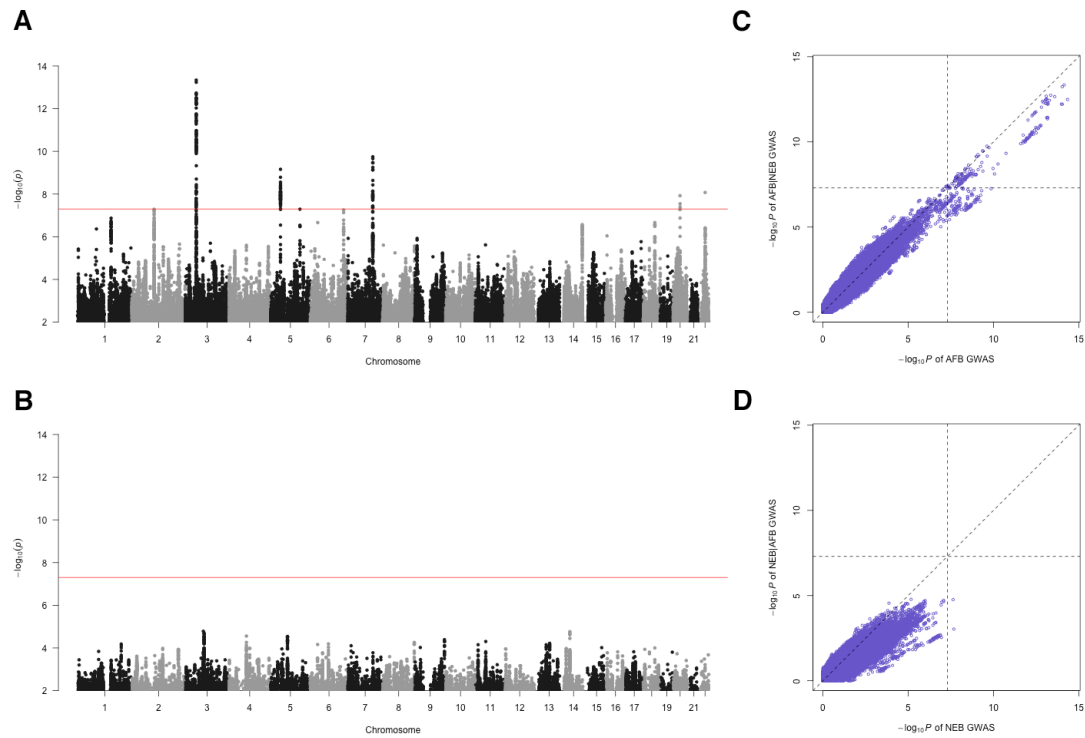 A
14
12
10
8
6
4
2
−log₁₀(p)
1 2 3 4 5 6 7 8 9 10 11 12 13 14 15 16 17 19 21
Chromosome
B
14
12
10
8
6
4
2
−log₁₀(p)
1 2 3 4 5 6 7 8 9 10 11 12 13 14 15 16 17 19 21
Chromosome
C
15
10
5
0
−log₁₀ P of AFB|NEB GWAS
0 5 10 15
−log₁₀ P of AFB GWAS
D
15
10
5
0
−log₁₀ P of NEB|AFB GWAS
0 5 10 15
−log₁₀ P of NEB GWAS